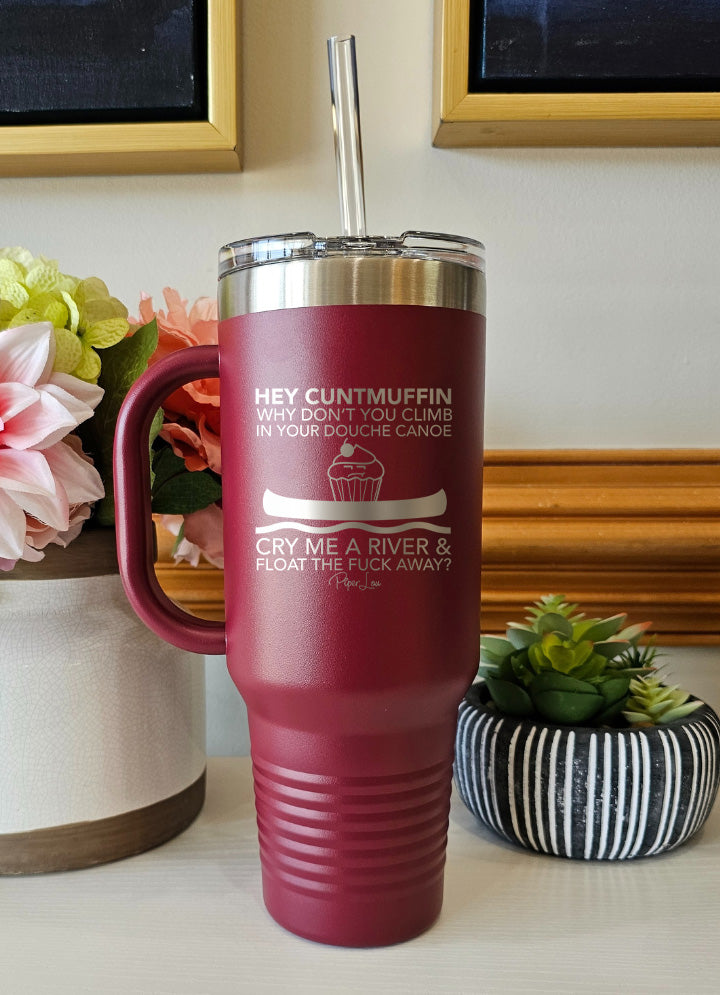 HEY CUNTMUFFIN
WHY DON'T YOU CLIMB
IN YOUR DOUCHE CANOE
CRY ME A RIVER &
FLOAT THE FUCK AWAY?
Piper Lou